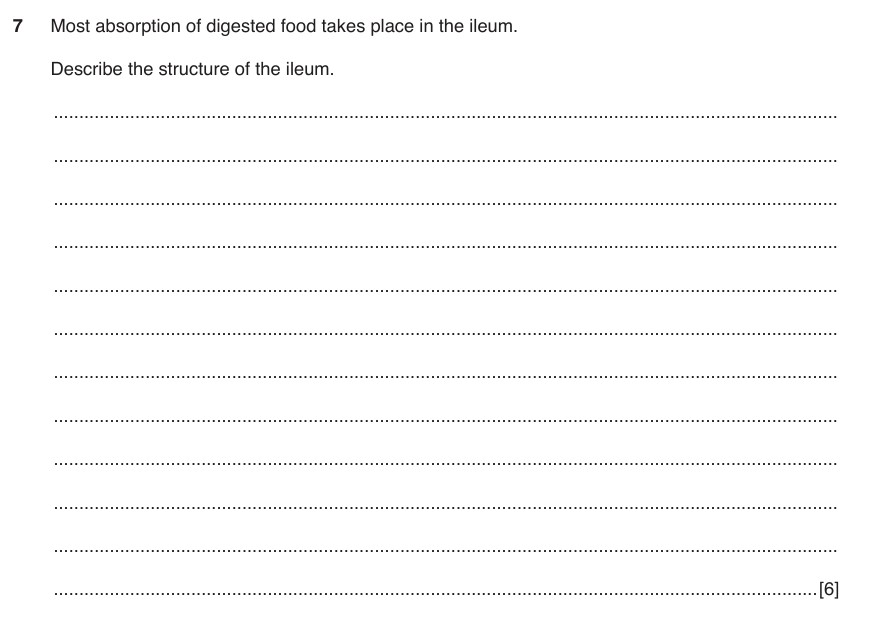 7 Most absorption of digested food takes place in the ileum.
Describe the structure of the ileum.
[6]